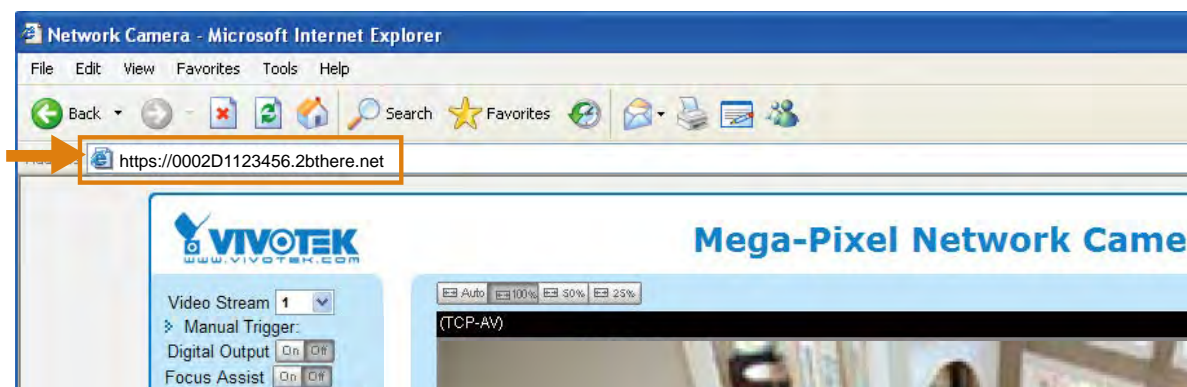 Network Camera - Microsoft Internet Explorer
File Edit View Favorites Tools Help
Back Search Favorites
https://0002D1123456.2bthere.net
VIVOTEK
WWW.VIVOTEK.COM
Mega-Pixel Network Came
Auto 100% 50% 25%
Video Stream 1
(TCP-AV)
Manual Trigger:
Digital Output On Off
Focus Assist On Off